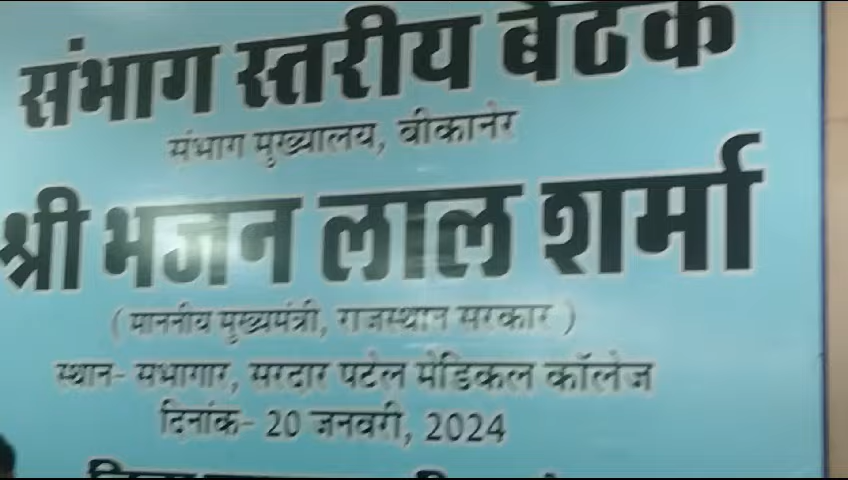 संभाग स्तरीय बैठक
संभाग मुख्यालय, बीकानेर
श्री भजन लाल शर्मा
( माननीय मुख्यमंत्री, राजस्थान सरकार )
स्थान- सभागार, सरदार पटेल मेडिकल कॉलेज
दिनांक- 20 जनवरी, 2024